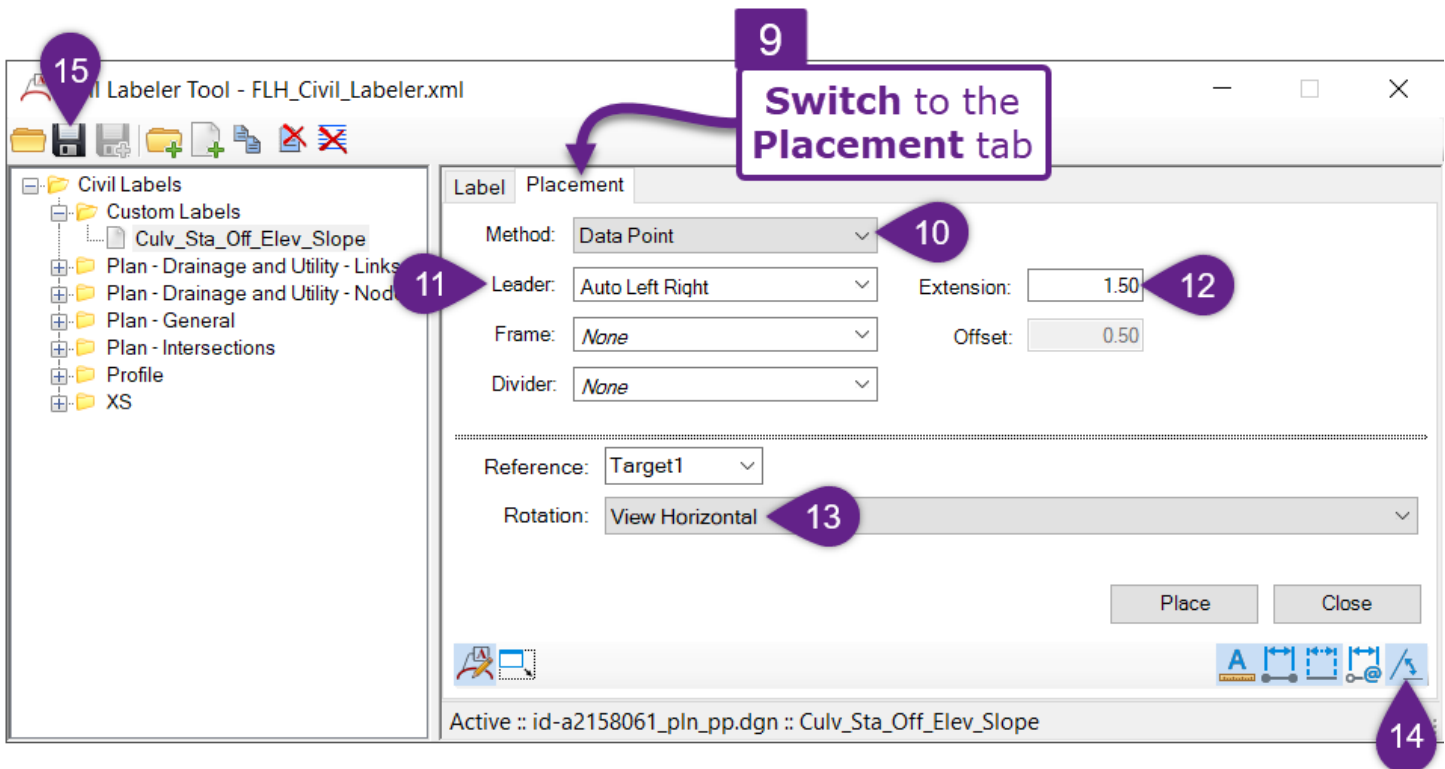 9
Switch to the
Placement tab
15
l Labeler Tool - FLH_Civil_Labeler.xml
Civil Labels
Custom Labels
Culv_Sta_Off_Elev_Slope
Plan - Drainage and Utility - Links
Plan - Drainage and Utility - Nod
Plan - General
Plan - Intersections
Profile
XS
Label Placement
Method: Data Point 10
11 Leader: Auto Left Right Extension: 1.50 12
Frame: None Offset: 0.50
Divider: None
Reference: Target1
Rotation: View Horizontal 13
Place Close
A @
14
Active :: id-a2158061_pln_pp.dgn :: Culv_Sta_Off_Elev_Slope